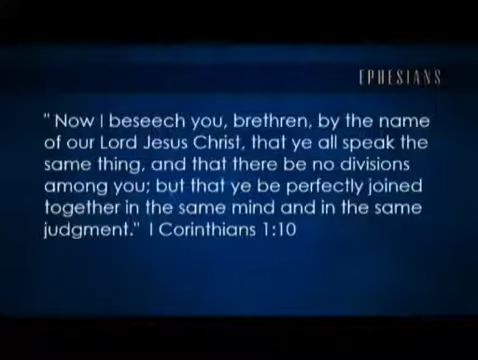 EPHESIANS
" Now I beseech you, brethren, by the name
of our Lord Jesus Christ, that ye all speak the
same thing, and that there be no divisions
among you; but that ye be perfectly joined
together in the same mind and in the same
judgment." I Corinthians 1:10